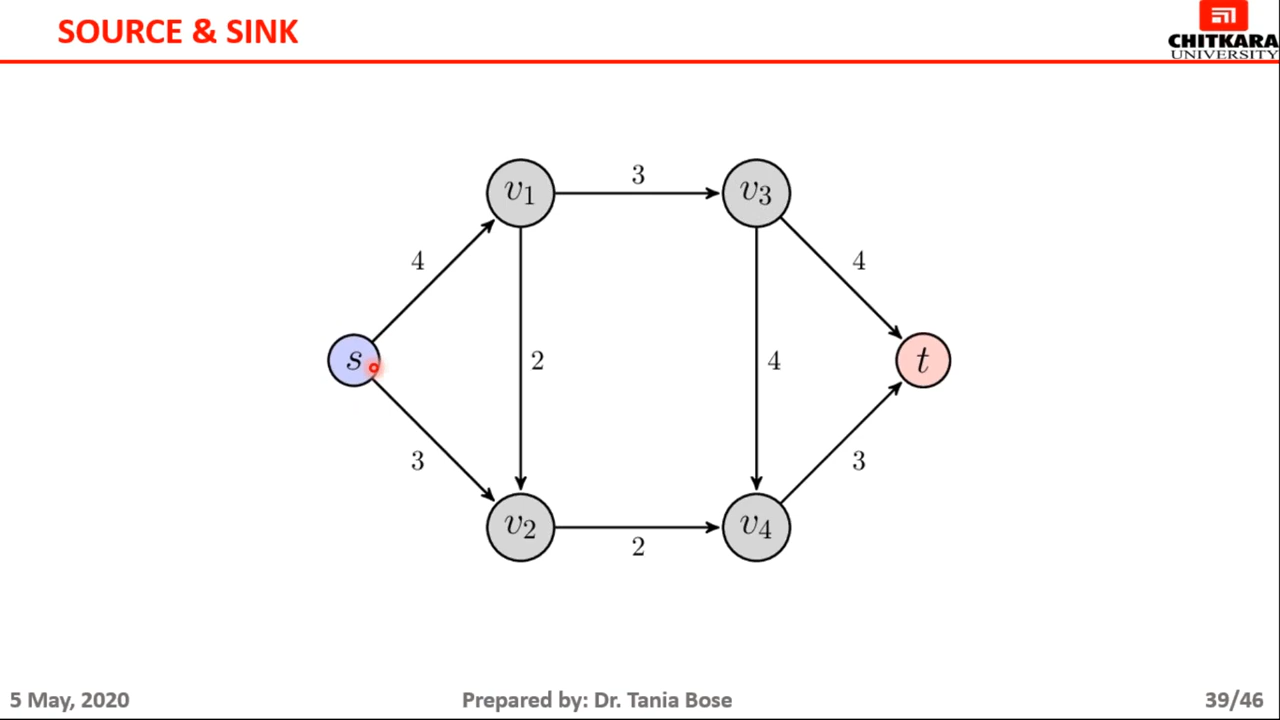 SOURCE & SINK
CHITKARA
UNIVERSITY
v1
3
v3
4
4
s
2
4
t
3
3
v2
2
v4
5 May, 2020
Prepared by: Dr. Tania Bose
39/46